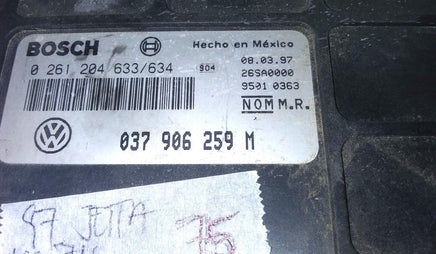 BOSCH Hecho en México
0 261 204 633/634 904 08.03.97
26SA0000
9501 0363
NOM M.R.
037 906 259 M
97 JETTA
75